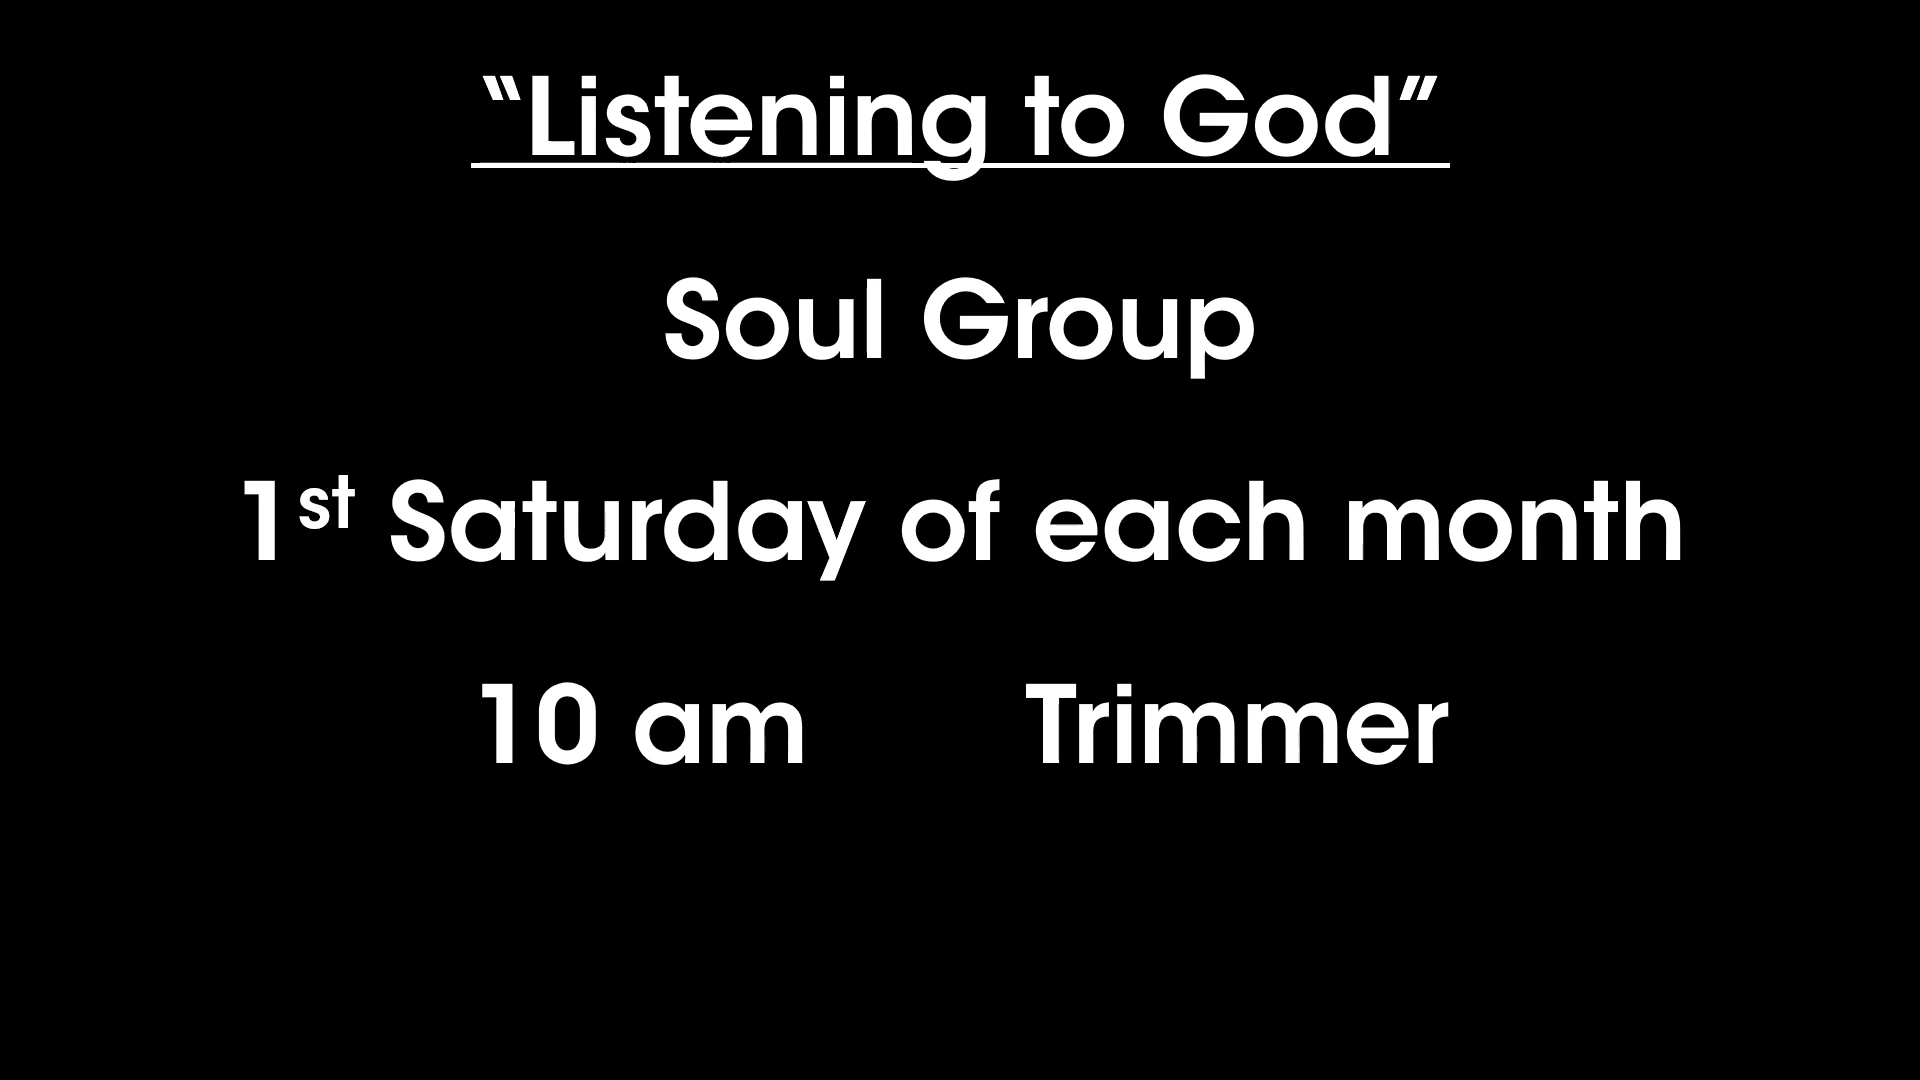 “Listening to God”
Soul Group
1st Saturday of each month
10 am Trimmer